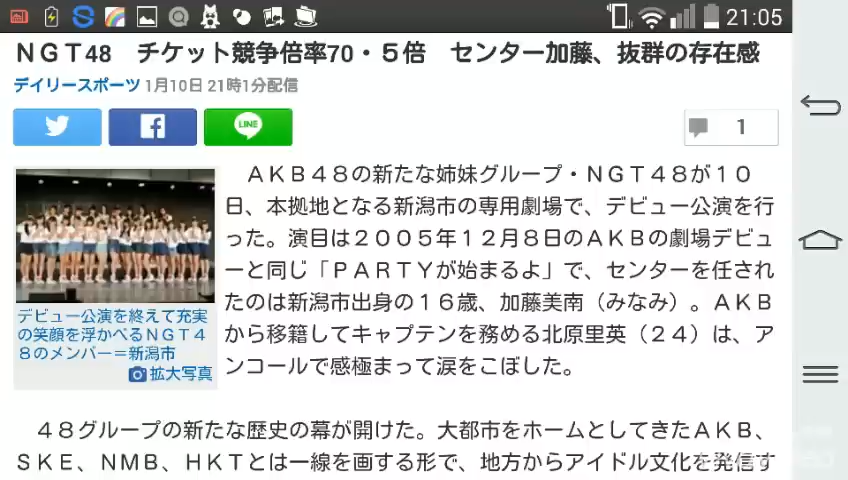 21:05
NGT48　チケット競争倍率70・5倍　センター加藤、抜群の存在感
デイリースポーツ 1月10日 21時1分配信
LINE
1
AKB48の新たな姉妹グループ・NGT48が10
日、本拠地となる新潟市の専用劇場で、デビュー公演を行
った。演目は2005年12月8日のAKBの劇場デビュ
ーと同じ「PARTYが始まるよ」で、センターを任され
たのは新潟市出身の16歳、加藤美南（みなみ）。AKB
から移籍してキャプテンを務める北原里英（24）は、ア
ンコールで感極まって涙をこぼした。
デビュー公演を終えて充実
の笑顔を浮かべるNGT4
8のメンバー＝新潟市
拡大写真
48グループの新たな歴史の幕が開けた。大都市をホームとしてきたAKB、
SKE、NMB、HKTとは一線を画する形で、地方からアイドル文化を発信す